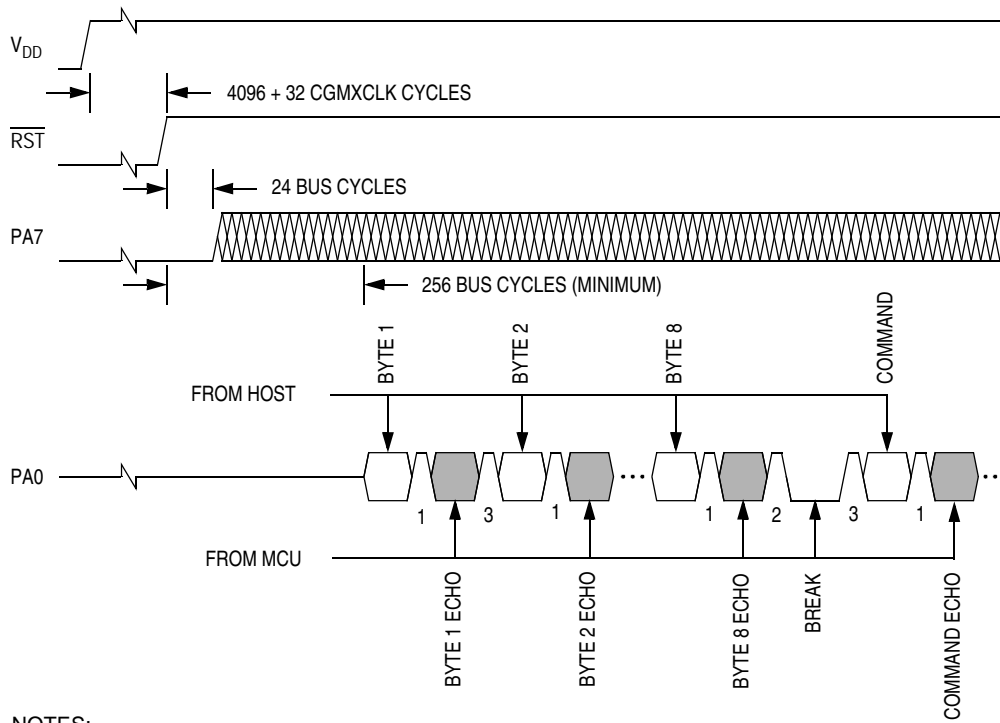 VDD
4096 + 32 CGMXCLK CYCLES
RST
24 BUS CYCLES
PA7
256 BUS CYCLES (MINIMUM)
BYTE 1
BYTE 2
BYTE 8
COMMAND
FROM HOST
PA0
1
3
1
1
2
3
1
FROM MCU
BYTE 1 ECHO
BYTE 2 ECHO
BYTE 8 ECHO
BREAK
COMMAND ECHO
NOTES: